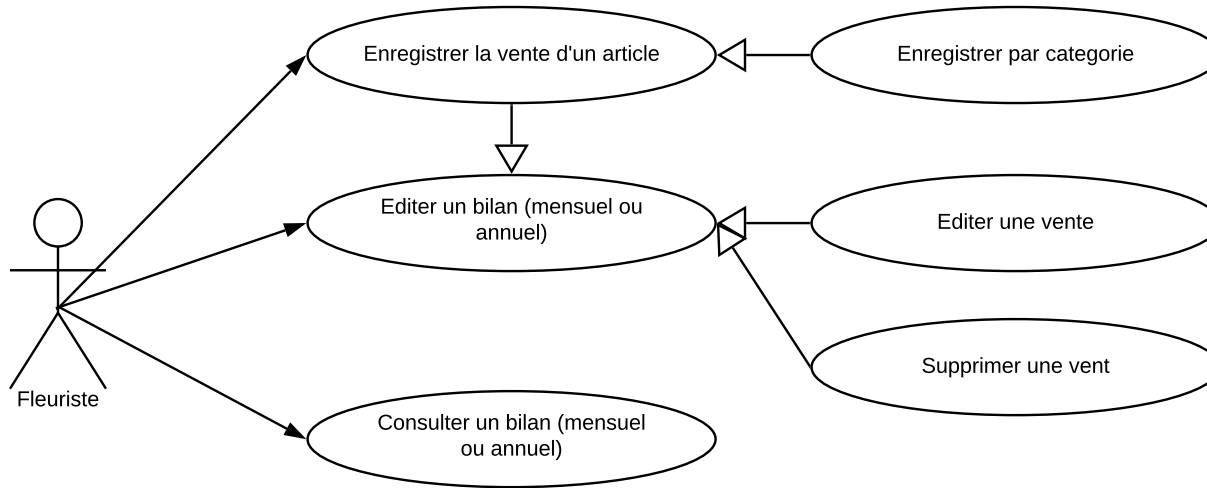 Enregistrer la vente d'un article
Enregistrer par categorie
Editer un bilan (mensuel ou
annuel)
Editer une vente
Supprimer une vent
Fleuriste
Consulter un bilan (mensuel
ou annuel)